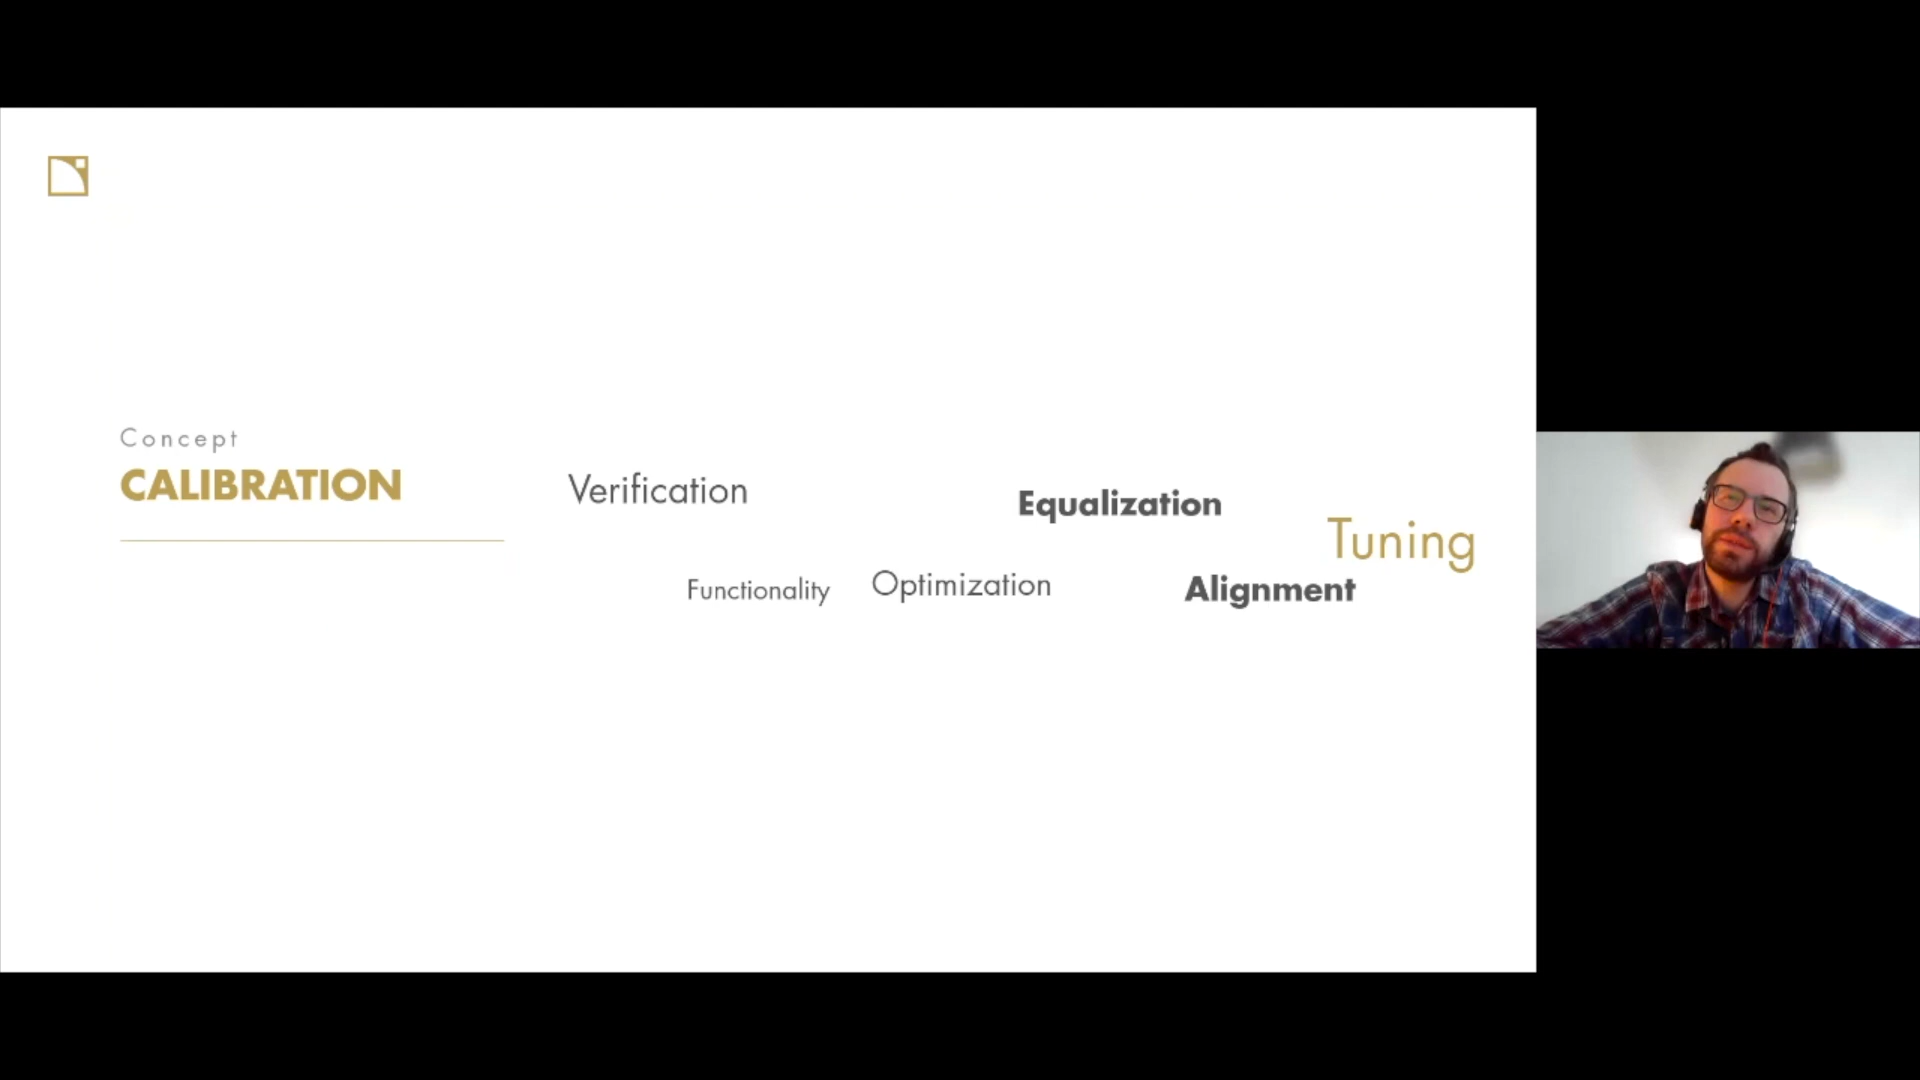 Concept
CALIBRATION
Verification
Equalization
Tuning
Functionality
Optimization
Alignment